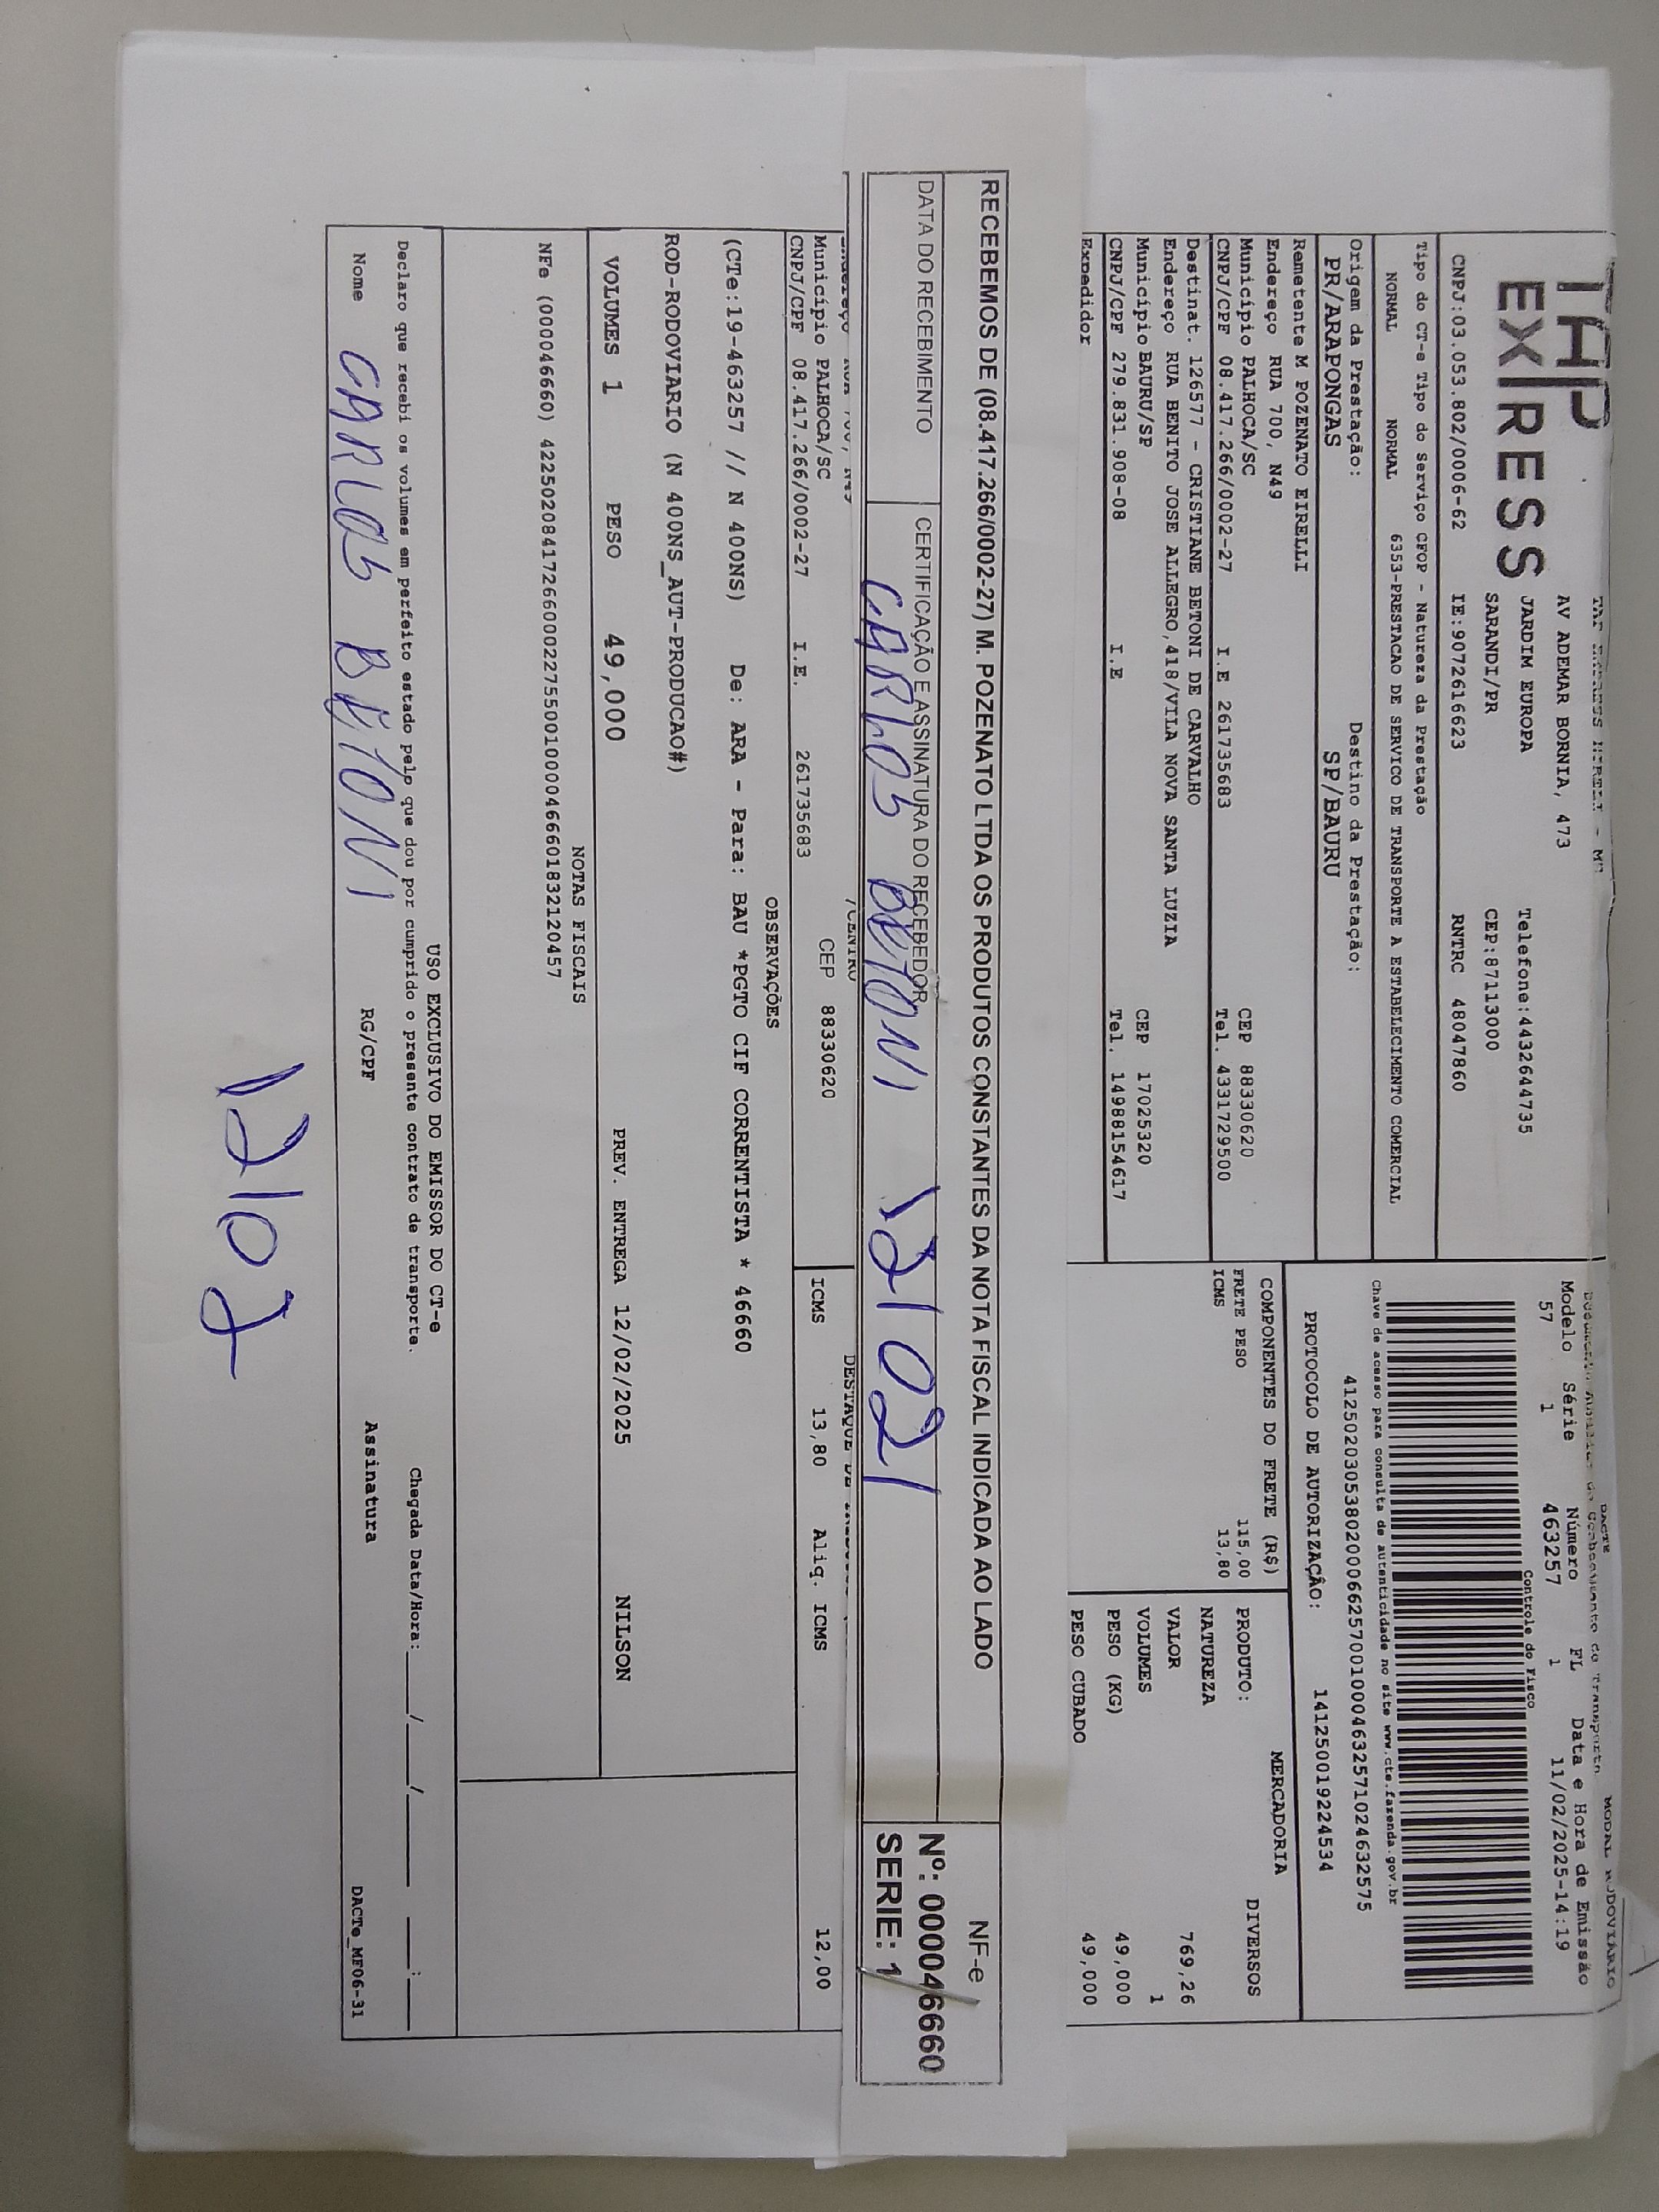 EXPRESS
AV ADEMAR BORNIA, 473
JARDIM EUROPA Telefone:4432644735
SARANDI/PR CEP:87113000
CNPJ:03.053.802/0006-62 IE:9072616623 RNTRC 48047860
Tipo do CT-e Tipo do Serviço CFOP - Natureza da Prestação
NORMAL NORMAL 6353-PRESTACAO DE SERVICO DE TRANSPORTE A ESTABELECIMENTO COMERCIAL
Origem da Prestação: Destino da Prestação:
PR/ARAPONGAS SP/BAURU
Remetente M POZENATO EIRELLI
Endereço RUA 700, N49
Município PALHOCA/SC CEP 88330620
CNPJ/CPF 08.417.266/0002-27 I.E 261735683 Tel. 4331729500
Destinat. 126577 - CRISTIANE BETONI DE CARVALHO
Endereço RUA BENITO JOSE ALLEGRO,418/VILA NOVA SANTA LUZIA
Município BAURU/SP CEP 17025320
CNPJ/CPF 279.831.908-08 I.E Tel. 14988154617
Expedidor
DACTE MODAL RODOVIARIO
Modelo Série Número FL Data e Hora de Emissão
57 1 463257 1 11/02/2025-14:19
Controle do Fisco
Chave de acesso para consulta de autenticidade no site www.cte.fazenda.gov.br
41250203053802000662570010004632571024632575
PROTOCOLO DE AUTORIZAÇÃO: 141250019224534
COMPONENTES DO FRETE (R$)
FRETE PESO 115,00
ICMS 13,80
MERCADORIA
PRODUTO: DIVERSOS
NATUREZA
VALOR 769,26
VOLUMES 1
PESO (KG) 49,000
PESO CUBADO 49,000
RECEBEMOS DE (08.417.266/0002-27) M. POZENATO LTDA OS PRODUTOS CONSTANTES DA NOTA FISCAL INDICADA AO LADO
DATA DO RECEBIMENTO CERTIFICAÇÃO E ASSINATURA DO RECEBEDOR
CARLOS BETONI 12/02/
NF-e
Nº: 000046660
SERIE: 1
Município PALHOCA/SC CEP 88330620
CNPJ/CPF 08.417.266/0002-27 I.E. 261735683
ICMS 13,80 Aliq. ICMS 12,00
OBSERVAÇÕES
(CTe:19-463257 // N 400NS) De: ARA - Para: BAU *PGTO CIF CORRENTISTA * 46660
ROD-RODOVIARIO (N 400NS_AUT-PRODUCAO#)
VOLUMES 1 PESO 49,000 PREV. ENTREGA 12/02/2025 NILSON
NOTAS FISCAIS
NFe (000046660) 42250208417266000227550010000466601832120457
USO EXCLUSIVO DO EMISSOR DO CT-e
Declaro que recebi os volumes em perfeito estado pelo que dou por cumprido o presente contrato de transporte. Chegada Data/Hora: ___/___/_____ ___:___
Nome CARLOS BETONI RG/CPF Assinatura DACTe_MF06-31
12/02